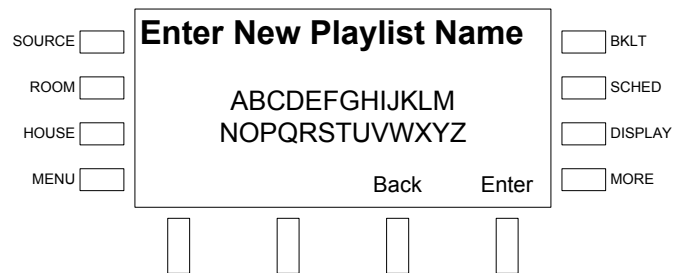 Enter New Playlist Name
SOURCE
BKLT
ROOM
SCHED
ABCDEFGHIJKLM
HOUSE
NOPQRSTUVWXYZ
DISPLAY
MENU
Back Enter
MORE